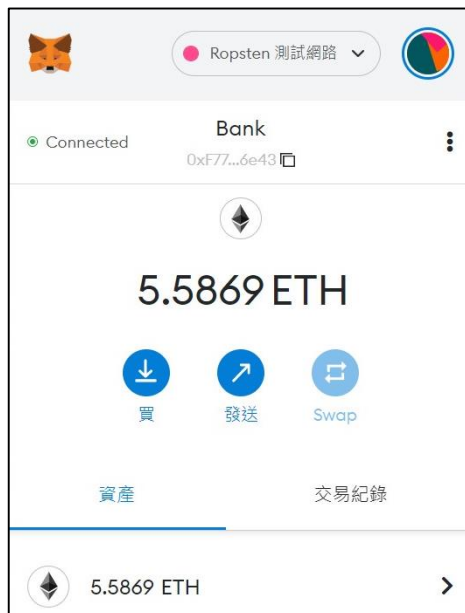 Ropsten 測試網路
Connected
Bank
0xF77...6e43
5.5869 ETH
買
發送
Swap
資產
交易紀錄
5.5869 ETH